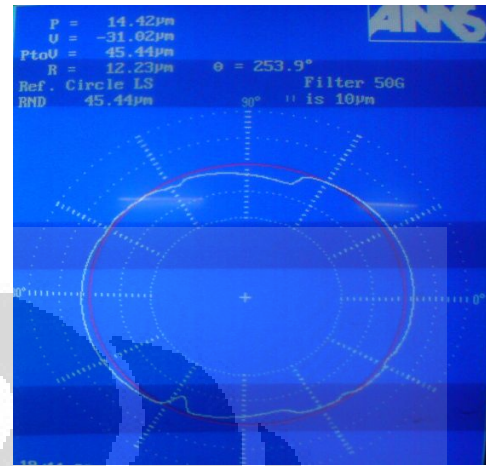 P = 14.42µm
V = -31.02µm
PtoV = 45.44µm
R = 12.23µm θ = 253.9°
Ref. Circle LS Filter 50G
RND 45.44µm 90° is 10µm
0°